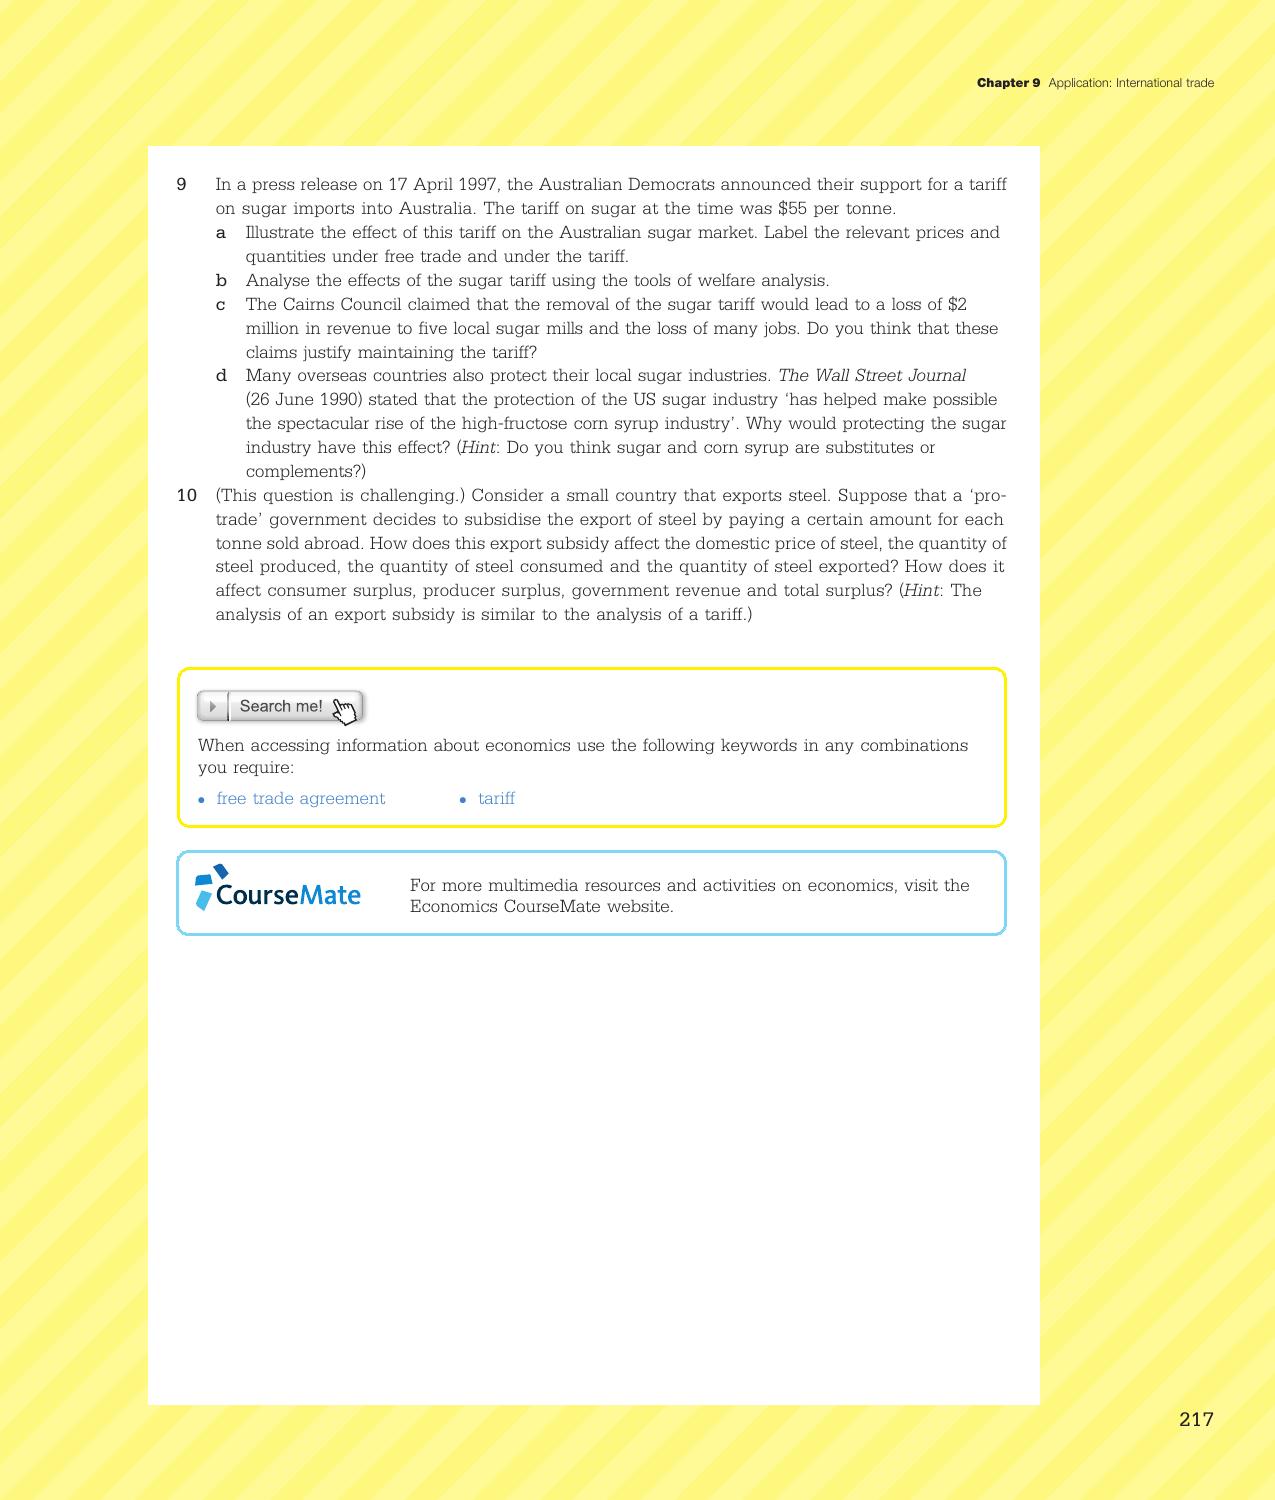 Chapter 9 Application: International trade
9 In a press release on 17 April 1997, the Australian Democrats announced their support for a tariff
on sugar imports into Australia. The tariff on sugar at the time was $55 per tonne.
a Illustrate the effect of this tariff on the Australian sugar market. Label the relevant prices and
quantities under free trade and under the tariff.
b Analyse the effects of the sugar tariff using the tools of welfare analysis.
c The Cairns Council claimed that the removal of the sugar tariff would lead to a loss of $2
million in revenue to five local sugar mills and the loss of many jobs. Do you think that these
claims justify maintaining the tariff?
d Many overseas countries also protect their local sugar industries. The Wall Street Journal
(26 June 1990) stated that the protection of the US sugar industry ‘has helped make possible
the spectacular rise of the high-fructose corn syrup industry’. Why would protecting the sugar
industry have this effect? (Hint: Do you think sugar and corn syrup are substitutes or
complements?)
10 (This question is challenging.) Consider a small country that exports steel. Suppose that a ‘pro-
trade’ government decides to subsidise the export of steel by paying a certain amount for each
tonne sold abroad. How does this export subsidy affect the domestic price of steel, the quantity of
steel produced, the quantity of steel consumed and the quantity of steel exported? How does it
affect consumer surplus, producer surplus, government revenue and total surplus? (Hint: The
analysis of an export subsidy is similar to the analysis of a tariff.)
Search me!
When accessing information about economics use the following keywords in any combinations
you require:
• free trade agreement • tariff
CourseMate
For more multimedia resources and activities on economics, visit the
Economics CourseMate website.
217